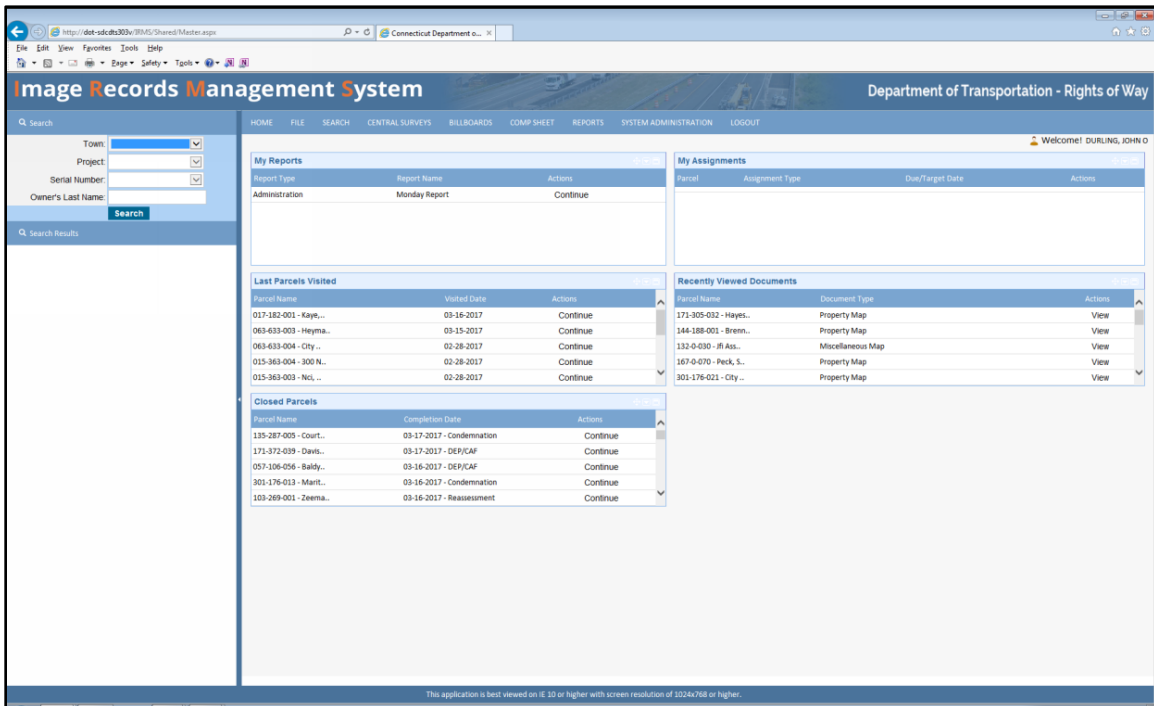 http://dot-sdcdts303v/IRMS/Shared/Master.aspx
Connecticut Department o...
File Edit View Favorites Tools Help
Page Safety Tools
Image Records Management System
Department of Transportation - Rights of Way
Search
HOME FILE SEARCH CENTRAL SURVEYS BILLBOARDS COMP SHEET REPORTS SYSTEM ADMINISTRATION LOGOUT
Welcome! DURLING, JOHN O
Town:
Project:
Serial Number:
Owner's Last Name:
Search
Search Results
My Reports
Report Type Report Name Actions
Administration Monday Report Continue
My Assignments
Parcel Assignment Type Due/Target Date Actions
Last Parcels Visited
Parcel Name Visited Date Actions
017-182-001 - Kaye,.. 03-16-2017 Continue
063-633-003 - Heyma.. 03-15-2017 Continue
063-633-004 - City .. 02-28-2017 Continue
015-363-004 - 300 N.. 02-28-2017 Continue
015-363-003 - Nci, .. 02-28-2017 Continue
Recently Viewed Documents
Parcel Name Document Type Actions
171-305-032 - Hayes.. Property Map View
144-188-001 - Brenn.. Property Map View
132-0-030 - Jfi Ass.. Miscellaneous Map View
167-0-070 - Peck, S.. Property Map View
301-176-021 - City .. Property Map View
Closed Parcels
Parcel Name Completion Date Actions
135-287-005 - Court.. 03-17-2017 - Condemnation Continue
171-372-039 - Davis.. 03-17-2017 - DEP/CAF Continue
057-106-056 - Baldy.. 03-16-2017 - DEP/CAF Continue
301-176-013 - Marit.. 03-16-2017 - Condemnation Continue
103-269-001 - Zeema.. 03-16-2017 - Reassessment Continue
This application is best viewed on IE 10 or higher with screen resolution of 1024x768 or higher.